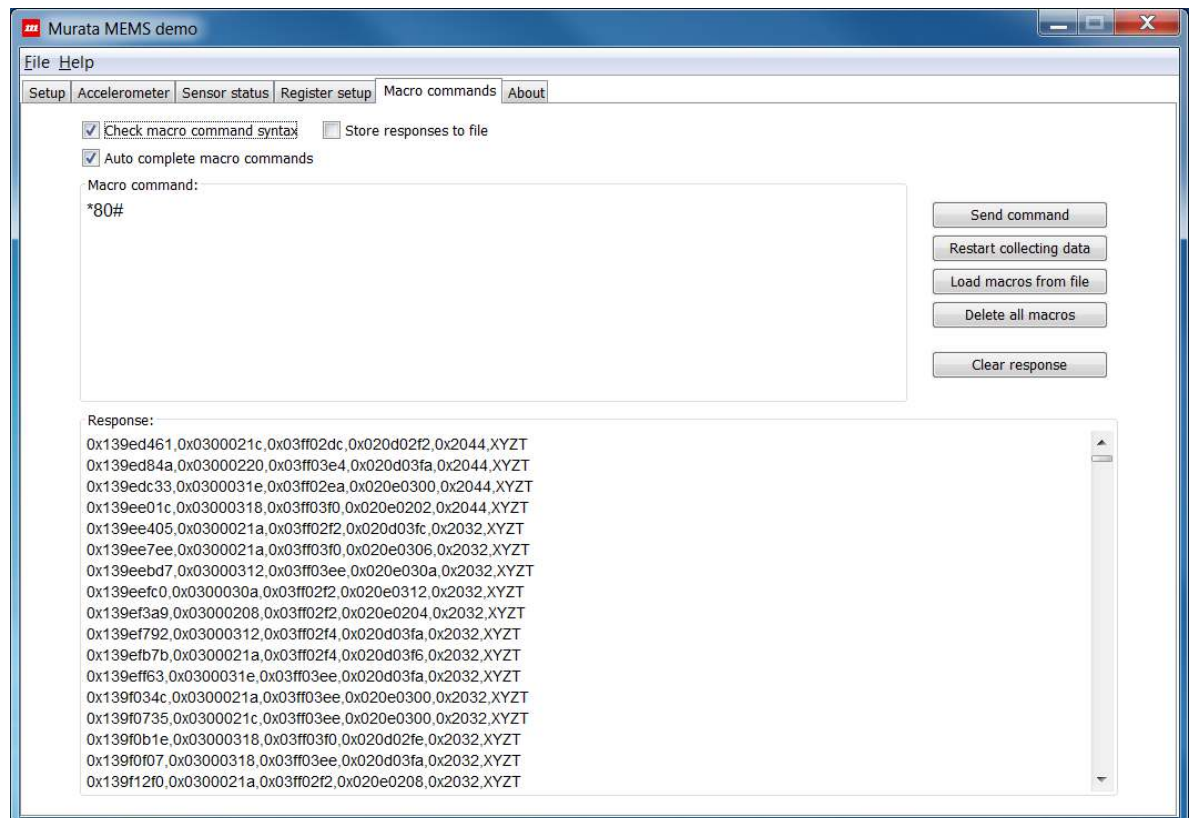 m Murata MEMS demo
File Help
Setup Accelerometer Sensor status Register setup Macro commands About
Check macro command syntax Store responses to file
Auto complete macro commands
Macro command:
*80#
Send command
Restart collecting data
Load macros from file
Delete all macros
Clear response
Response:
0x139ed461,0x0300021c,0x03ff02dc,0x020d02f2,0x2044,XYZT
0x139ed84a,0x03000220,0x03ff03e4,0x020d03fa,0x2044,XYZT
0x139edc33,0x0300031e,0x03ff02ea,0x020e0300,0x2044,XYZT
0x139ee01c,0x03000318,0x03ff03f0,0x020e0202,0x2044,XYZT
0x139ee405,0x0300021a,0x03ff02f2,0x020d03fc,0x2032,XYZT
0x139ee7ee,0x0300021a,0x03ff03f0,0x020e0306,0x2032,XYZT
0x139eebd7,0x03000312,0x03ff03ee,0x020e030a,0x2032,XYZT
0x139eefc0,0x0300030a,0x03ff02f2,0x020e0312,0x2032,XYZT
0x139ef3a9,0x03000208,0x03ff02f2,0x020e0204,0x2032,XYZT
0x139ef792,0x03000312,0x03ff02f4,0x020d03fa,0x2032,XYZT
0x139efb7b,0x0300021a,0x03ff02f4,0x020d03f6,0x2032,XYZT
0x139eff63,0x0300031e,0x03ff03ee,0x020d03fa,0x2032,XYZT
0x139f034c,0x0300021a,0x03ff03ee,0x020e0300,0x2032,XYZT
0x139f0735,0x0300021c,0x03ff03ee,0x020e0300,0x2032,XYZT
0x139f0b1e,0x03000318,0x03ff03f0,0x020d02fe,0x2032,XYZT
0x139f0f07,0x03000318,0x03ff03ee,0x020d03fa,0x2032,XYZT
0x139f12f0,0x0300021a,0x03ff02f2,0x020e0208,0x2032,XYZT